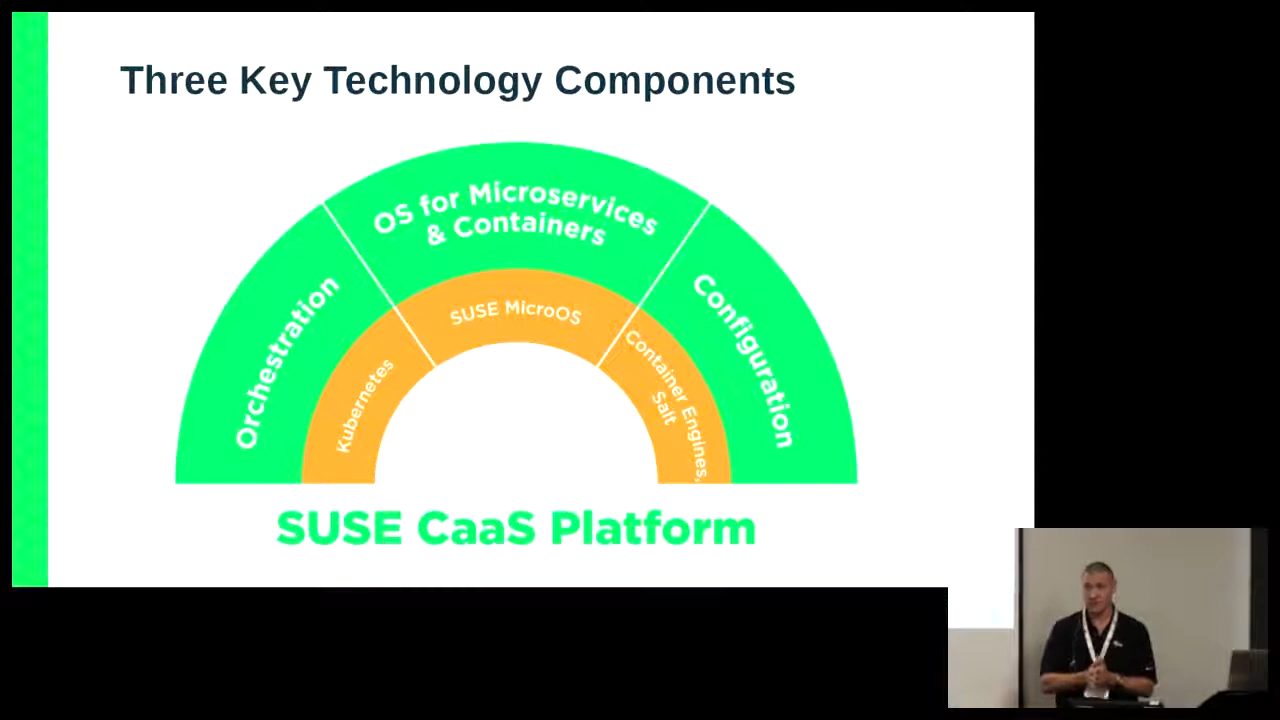 Three Key Technology Components
OS for Microservices
& Containers
Orchestration
Configuration
SUSE MicroOS
Kubernetes
Container Engines,
Salt
SUSE CaaS Platform